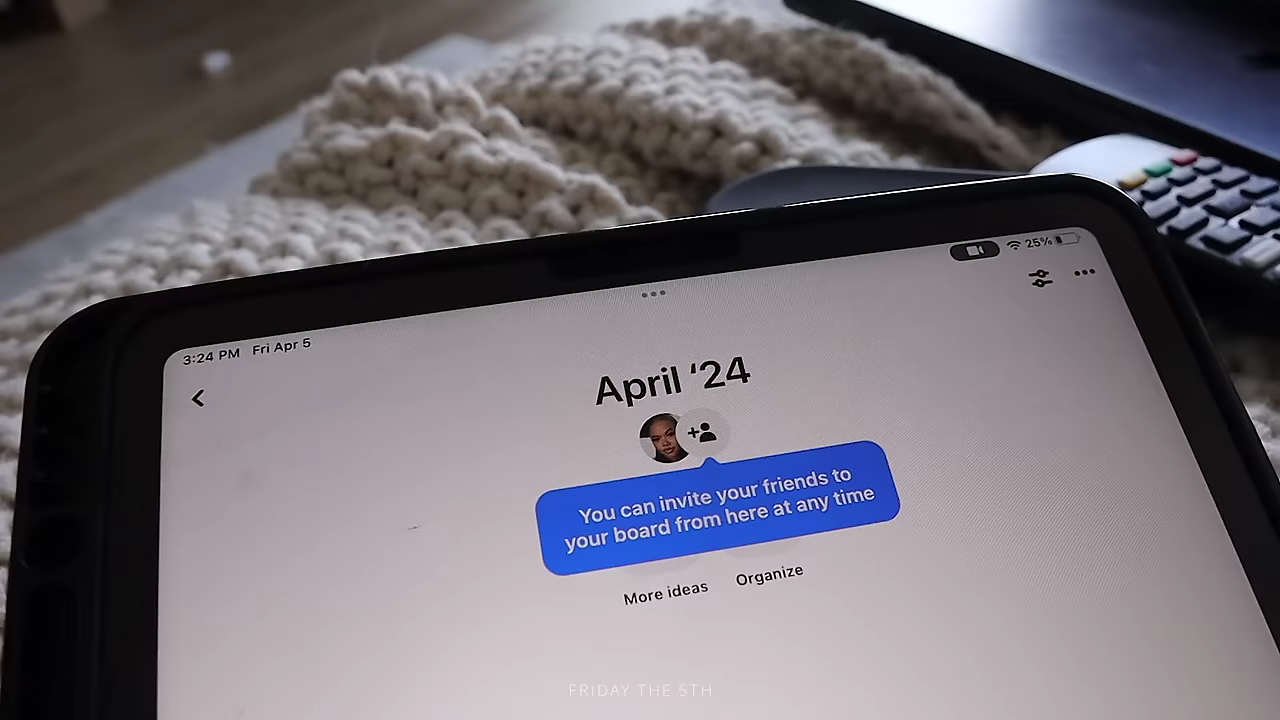 3:24 PM Fri Apr 5
25%
April ‘24
You can invite your friends to
your board from here at any time
More ideas Organize
FRIDAY THE 5TH